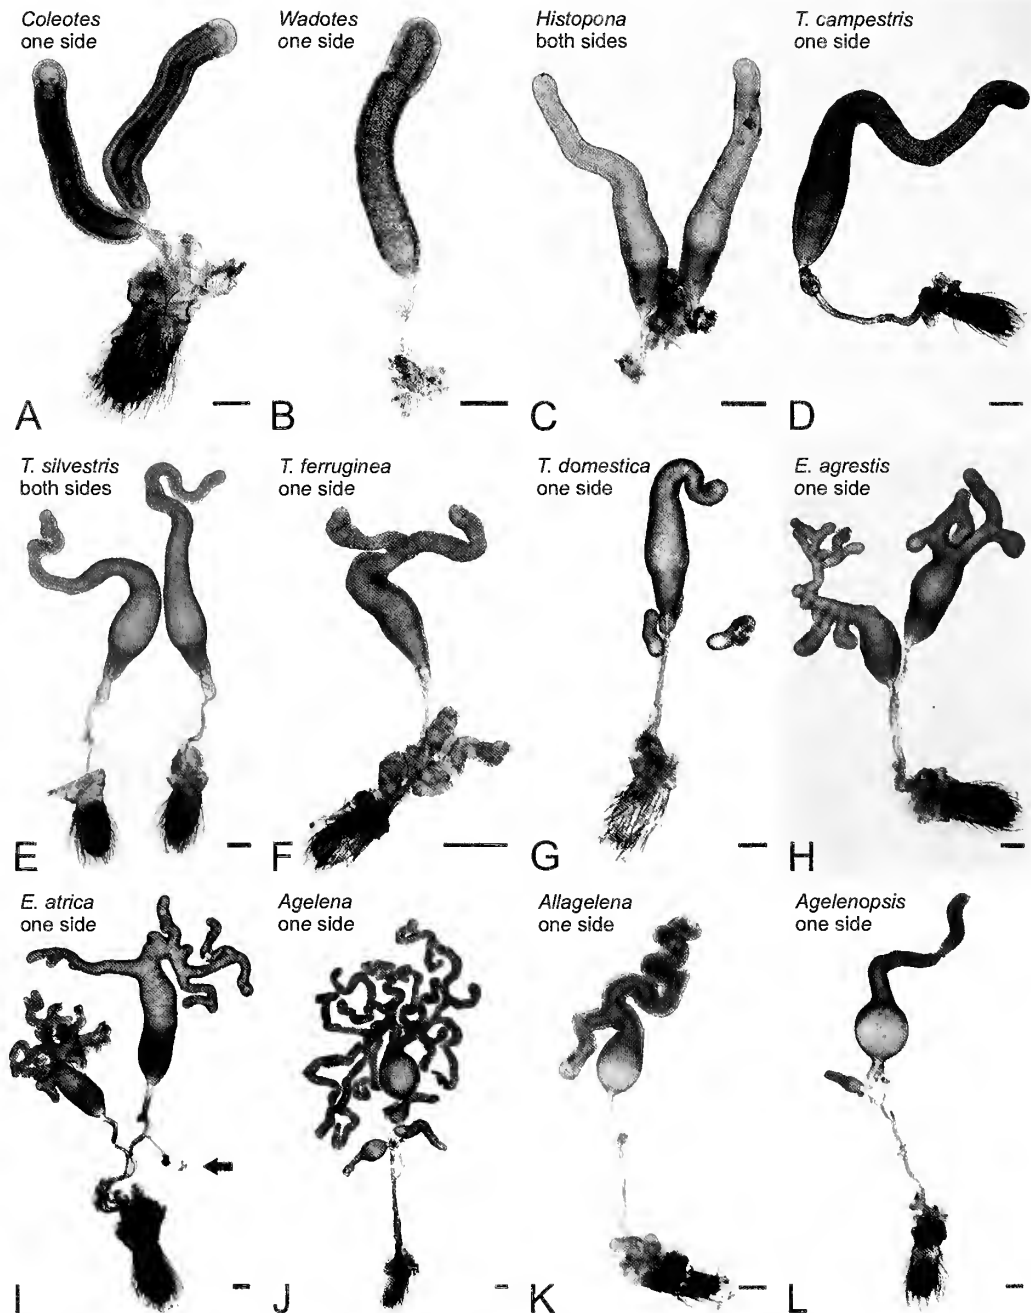 Coleotes
one side
Wadotes
one side
Histopona
both sides
T. campestris
one side
A
B
C
D
T. silvestris
both sides
T. ferruginea
one side
T. domestica
one side
E. agrestis
one side
E
F
G
H
E. atrica
one side
Agelena
one side
Allagelena
one side
Agelenopsis
one side
I
J
K
L